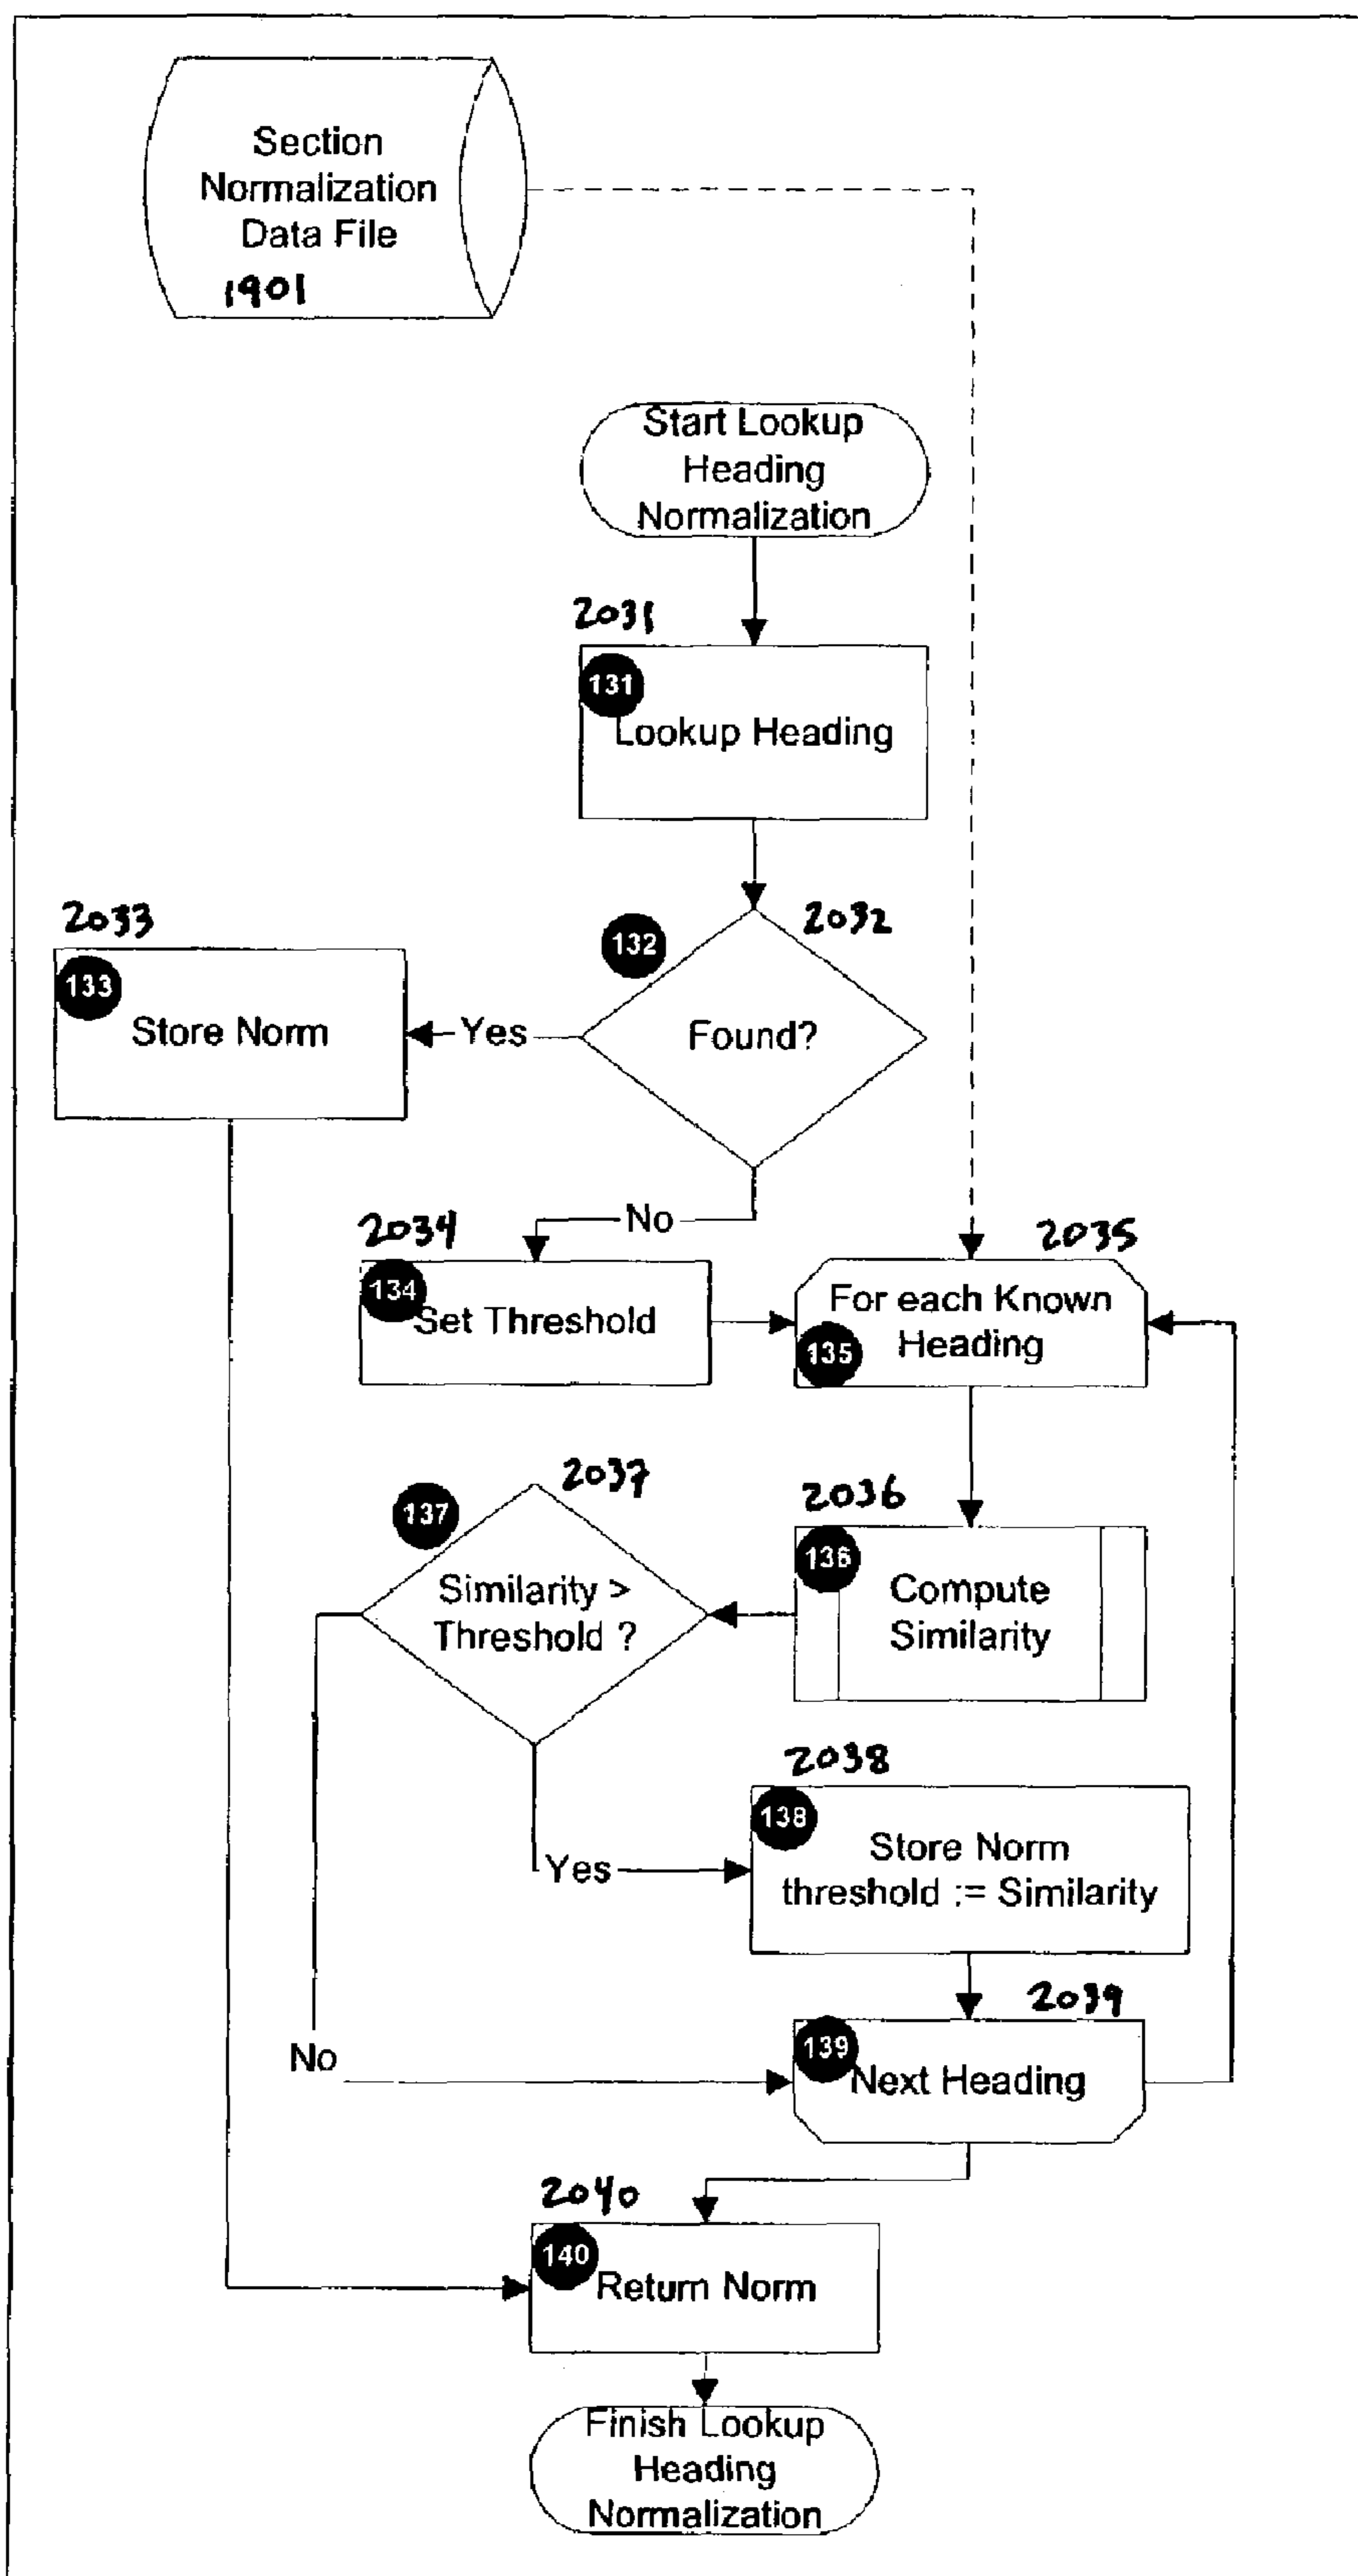 Section
Normalization
Data File
1901
Start Lookup
Heading
Normalization
2031
131
Lookup Heading
2033
133
Store Norm
Yes
132
2032
Found?
No
2034
134
Set Threshold
2035
For each Known
Heading
135
2037
137
Similarity >
Threshold ?
2036
136
Compute
Similarity
2038
138
Store Norm
threshold := Similarity
Yes
No
2039
139
Next Heading
2040
140
Return Norm
Finish Lookup
Heading
Normalization